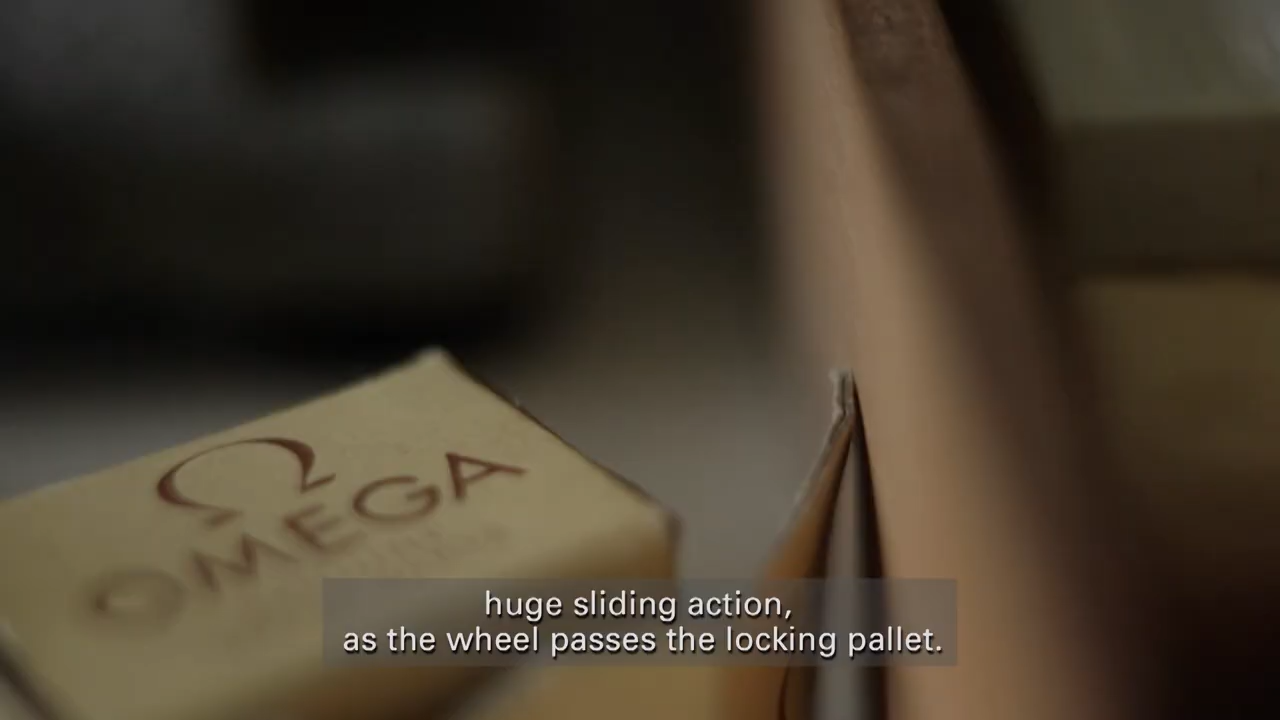 Ω
OMEGA
huge sliding action,
as the wheel passes the locking pallet.